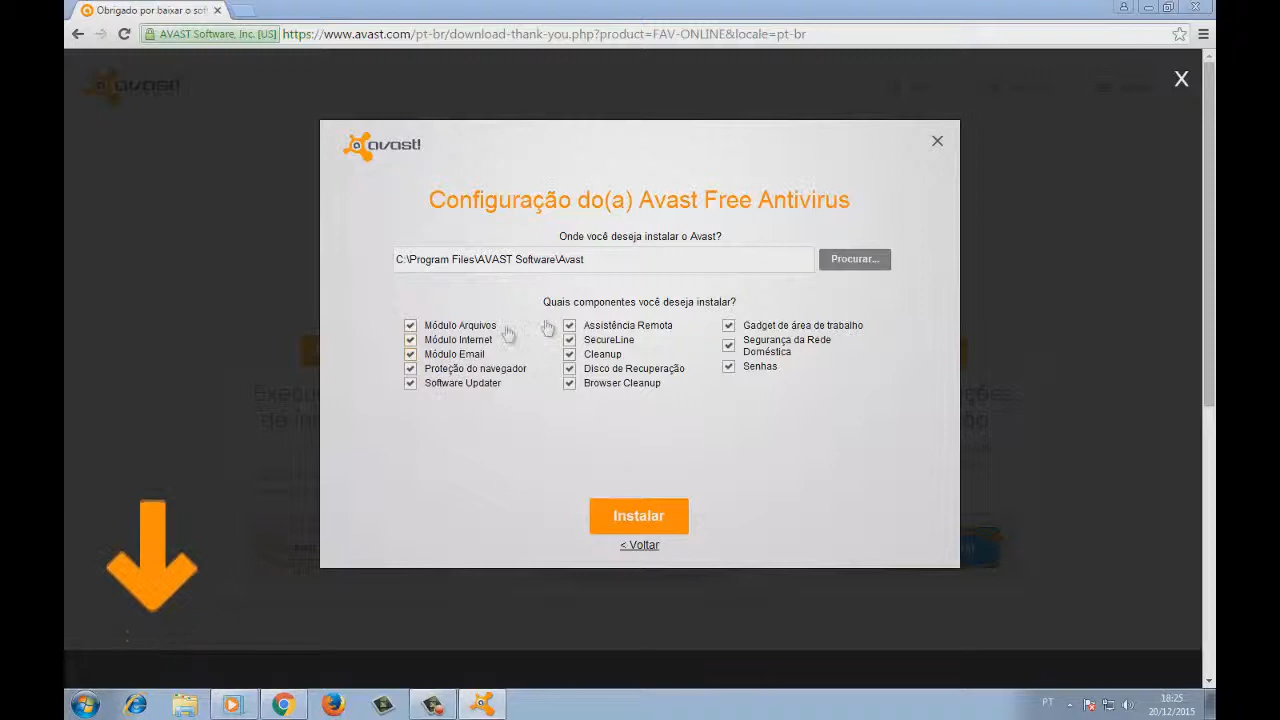 Obrigado por baixar o sof
AVAST Software, Inc. [US]
https://www.avast.com/pt-br/download-thank-you.php?product=FAV-ONLINE&locale=pt-br
avast!
X
avast!
Configuração do(a) Avast Free Antivirus
Onde você deseja instalar o Avast?
C:\Program Files\AVAST Software\Avast
Procurar...
Quais componentes você deseja instalar?
Módulo Arquivos
Módulo Internet
Módulo Email
Proteção do navegador
Software Updater
Assistência Remota
SecureLine
Cleanup
Disco de Recuperação
Browser Cleanup
Gadget de área de trabalho
Segurança da Rede
Doméstica
Senhas
Instalar
< Voltar
PT
18:25
20/12/2015